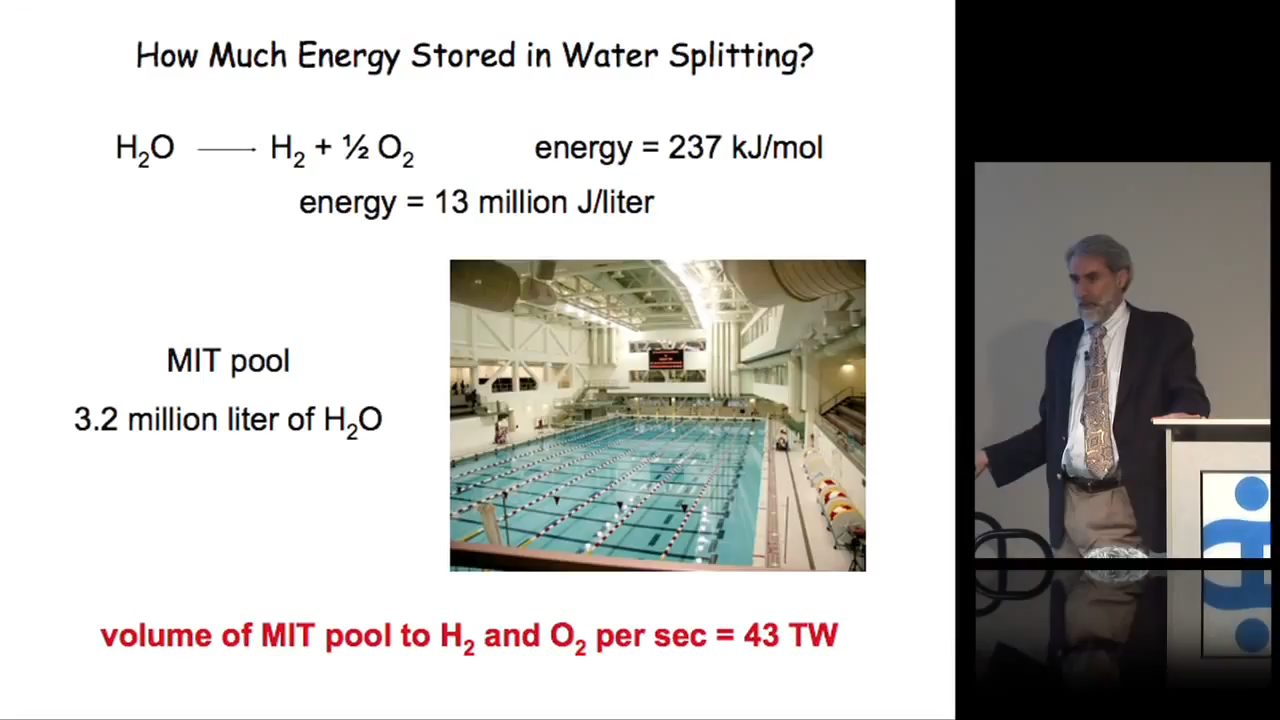 How Much Energy Stored in Water Splitting?
H₂O ⟶ H₂ + ½ O₂ energy = 237 kJ/mol
energy = 13 million J/liter
MIT pool
3.2 million liter of H₂O
volume of MIT pool to H₂ and O₂ per sec = 43 TW